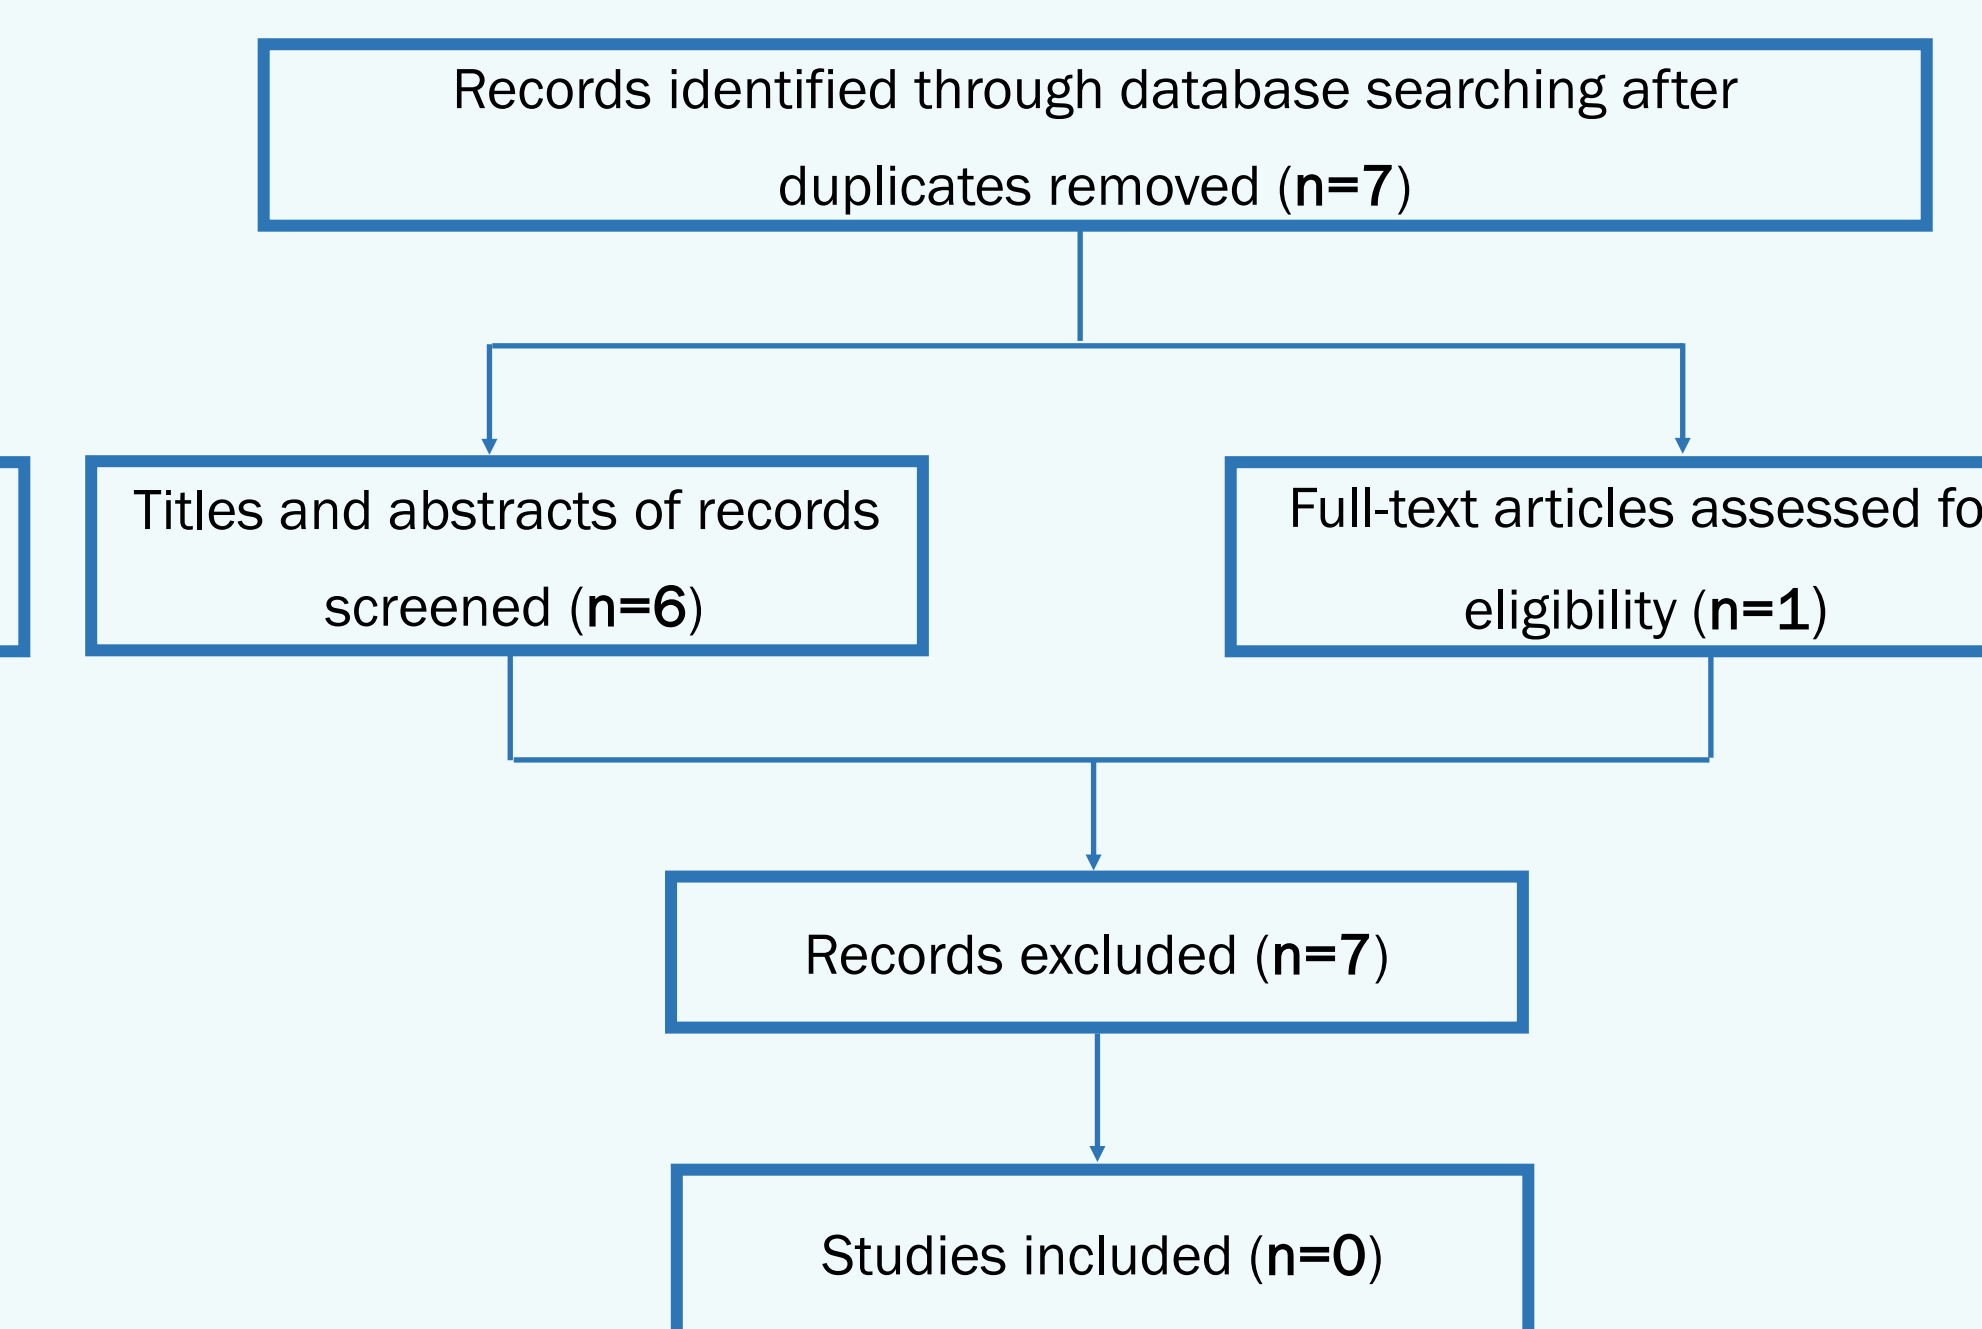 Records identified through database searching after
duplicates removed (n=7)
Titles and abstracts of records
screened (n=6)
Full-text articles assessed fo
eligibility (n=1)
Records excluded (n=7)
Studies included (n=0)